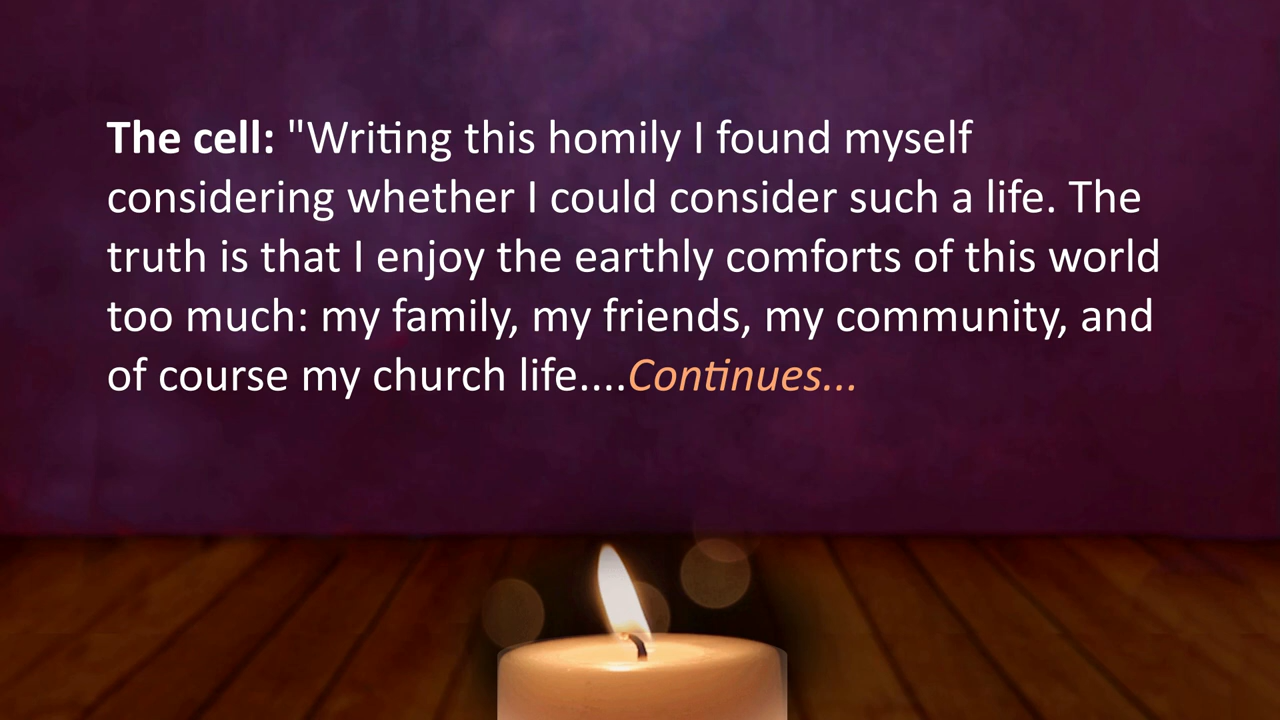 The cell: "Writing this homily I found myself
considering whether I could consider such a life. The
truth is that I enjoy the earthly comforts of this world
too much: my family, my friends, my community, and
of course my church life....Continues...